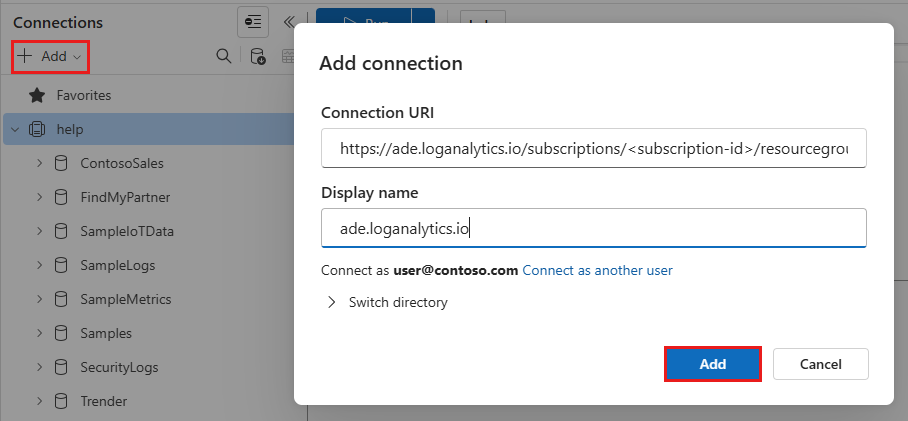 Connections
Add
Favorites
help
ContosoSales
FindMyPartner
SampleIoTData
SampleLogs
SampleMetrics
Samples
SecurityLogs
Trender
Run
Add connection
Connection URI
https://ade.loganalytics.io/subscriptions/<subscription-id>/resourcegrou
Display name
ade.loganalytics.io
Connect as user@contoso.com Connect as another user
Switch directory
Add
Cancel